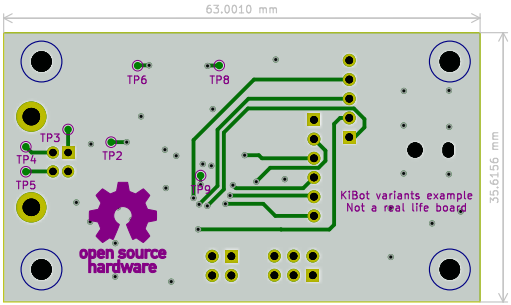 63.0010 mm
TP6
TP8
TP3
TP2
TP4
TP5
TP9
35.6156 mm
KiBot variants example
Not a real life board
open source
hardware